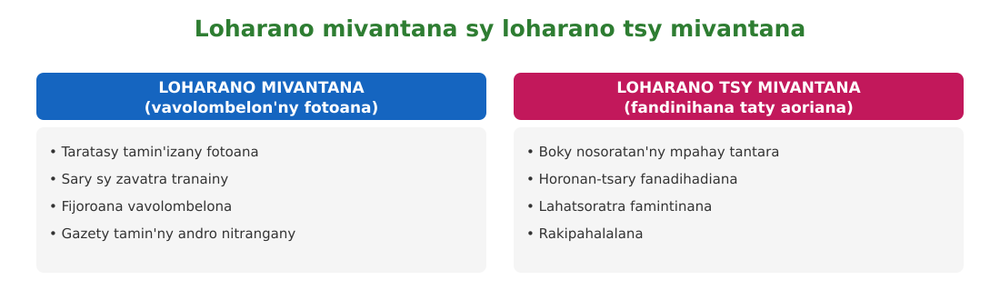 Loharano mivantana sy loharano tsy mivantana
LOHARANO MIVANTANA
(vavolombelon'ny fotoana)
• Taratasy tamin'izany fotoana
• Sary sy zavatra tranainy
• Fijoroana vavolombelona
• Gazety tamin'ny andro nitrangany
LOHARANO TSY MIVANTANA
(fandinihana taty aoriana)
• Boky nosoratan'ny mpahay tantara
• Horonan-tsary fanadihadiana
• Lahatsoratra famintinana
• Rakipahalalana